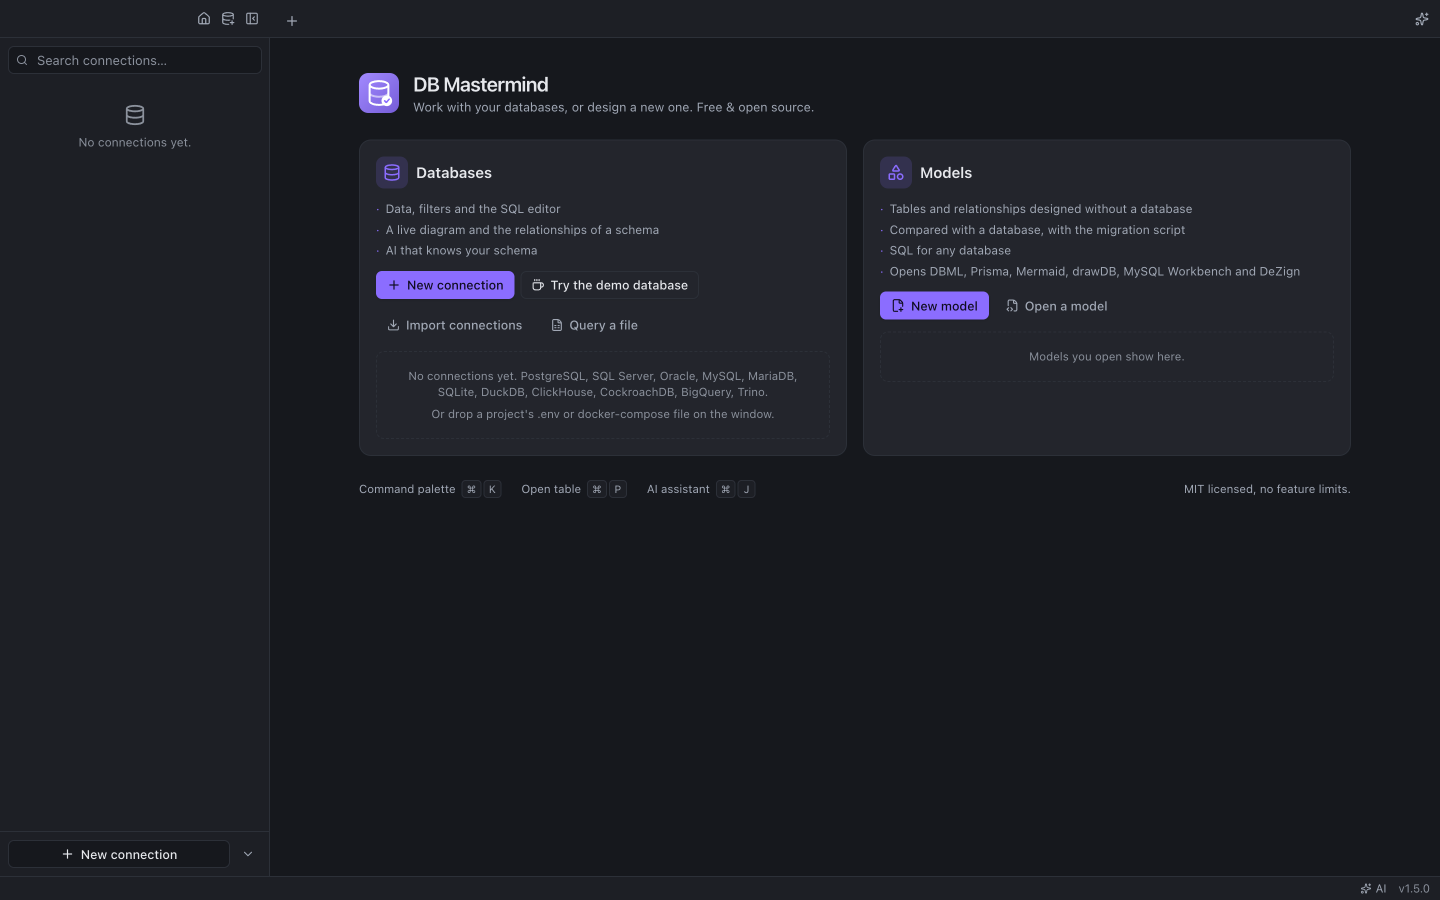 Search connections...
No connections yet.
DB Mastermind
Work with your databases, or design a new one. Free & open source.
Databases
· Data, filters and the SQL editor
· A live diagram and the relationships of a schema
· AI that knows your schema
New connection
Try the demo database
Import connections
Query a file
No connections yet. PostgreSQL, SQL Server, Oracle, MySQL, MariaDB,
SQLite, DuckDB, ClickHouse, CockroachDB, BigQuery, Trino.
Or drop a project's .env or docker-compose file on the window.
Models
· Tables and relationships designed without a database
· Compared with a database, with the migration script
· SQL for any database
· Opens DBML, Prisma, Mermaid, drawDB, MySQL Workbench and DeZign
New model
Open a model
Models you open show here.
Command palette ⌘ K Open table ⌘ P AI assistant ⌘ J
MIT licensed, no feature limits.
New connection
AI v1.5.0